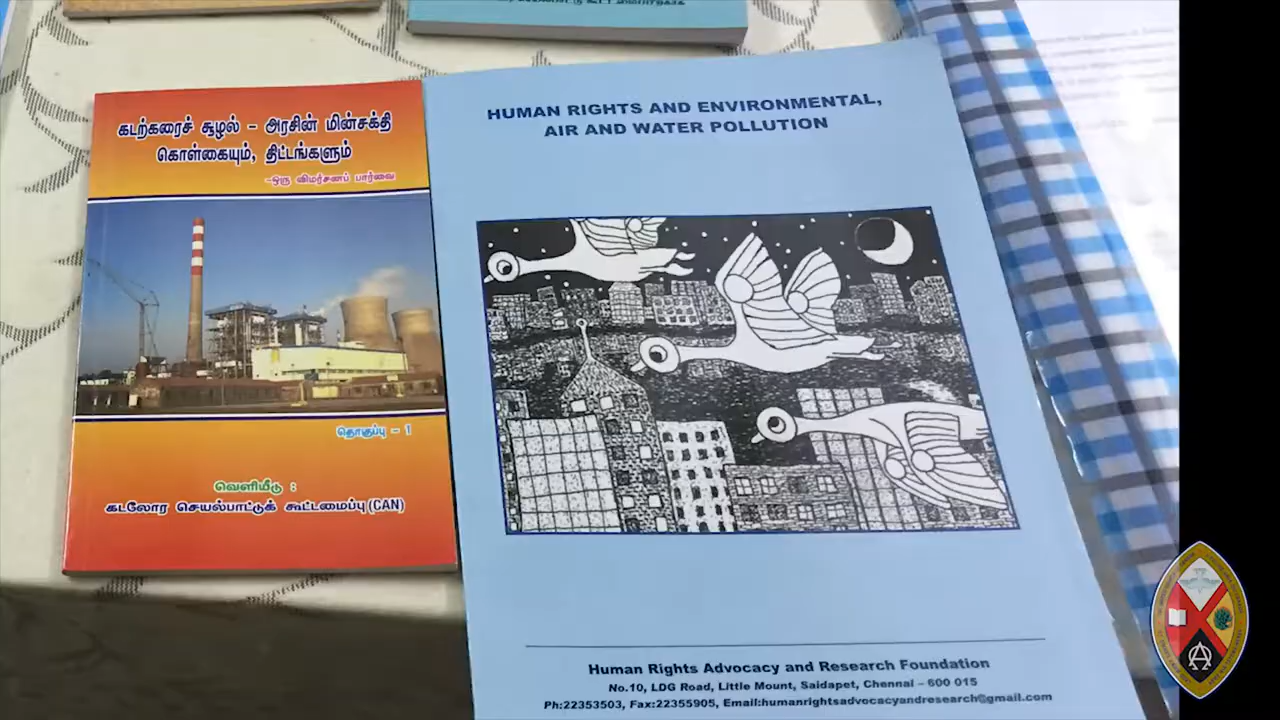 கடற்கரைச் சூழல் – அரசின் மின்சக்தி
கொள்கையும், திட்டங்களும்
-ஒரு விமர்சனப் பார்வை
தொகுப்பு – 1
வெளியீடு :
கடலோர செயல்பாட்டுக் கூட்டமைப்பு (CAN)
HUMAN RIGHTS AND ENVIRONMENTAL,
AIR AND WATER POLLUTION
Human Rights Advocacy and Research Foundation
No.10, LDG Road, Little Mount, Saidapet, Chennai – 600 015
Ph:22353503, Fax:22355905, Email:humanrightsadvocacyandresearch@gmail.com